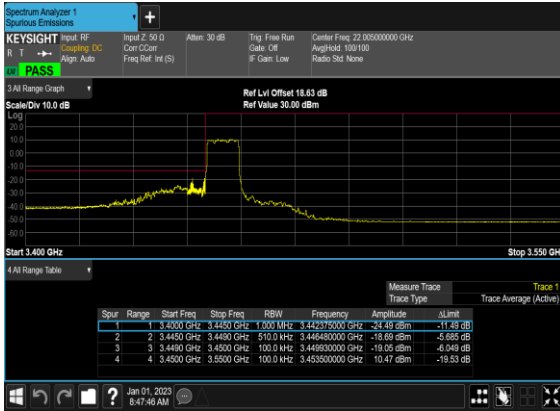 Spectrum Analyzer 1
Spurious Emissions
+
KEYSIGHT Input: RF Input Z: 50 Ω Atten: 30 dB Trig: Free Run Center Freq: 22.005000000 GHz
R T Coupling: DC Corr CCorr Gate: Off Avg|Hold: 100/100
Align: Auto Freq Ref: Int (S) IF Gain: Low Radio Std: None
PASS
3 All Range Graph
Ref Lvl Offset 18.63 dB
Scale/Div 10.0 dB Ref Value 30.00 dBm
Log
20.0
10.0
0.00
-10.0
-20.0
-30.0
-40.0
-50.0
-60.0
Start 3.400 GHz Stop 3.550 GH
4 All Range Table
Measure Trace Trace 1
Trace Type Trace Average (Active)
Spur Range Start Freq Stop Freq RBW Frequency Amplitude ΔLimit
1 1 3.4000 GHz 3.4450 GHz 1.000 MHz 3.442375000 GHz -24.49 dBm -11.49 dB
2 2 3.4450 GHz 3.4490 GHz 510.0 kHz 3.446480000 GHz -18.69 dBm -5.685 dB
3 3 3.4490 GHz 3.4500 GHz 100.0 kHz 3.449930000 GHz -19.05 dBm -6.049 dB
4 4 3.4500 GHz 3.5500 GHz 100.0 kHz 3.453500000 GHz 10.47 dBm -19.53 dB
? Jan 01, 2023
8:47:46 AM